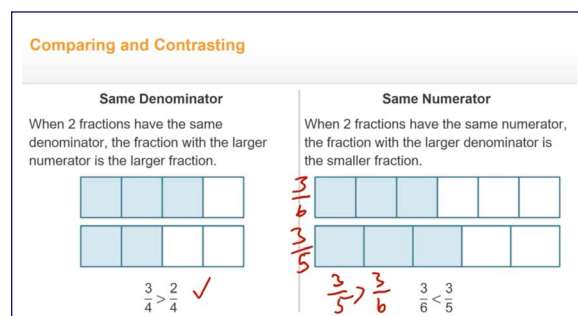 Comparing and Contrasting
Same Denominator
When 2 fractions have the same
denominator, the fraction with the larger
numerator is the larger fraction.
3/4 > 2/4 ✓
Same Numerator
When 2 fractions have the same numerator,
the fraction with the larger denominator is
the smaller fraction.
3/6
3/5
3/5 > 3/6 3/6 < 3/5